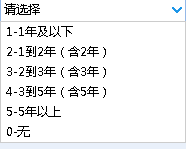 请选择
1-1年及以下
2-1到2年（含2年）
3-2到3年（含3年）
4-3到5年（含5年）
5-5年以上
0-无